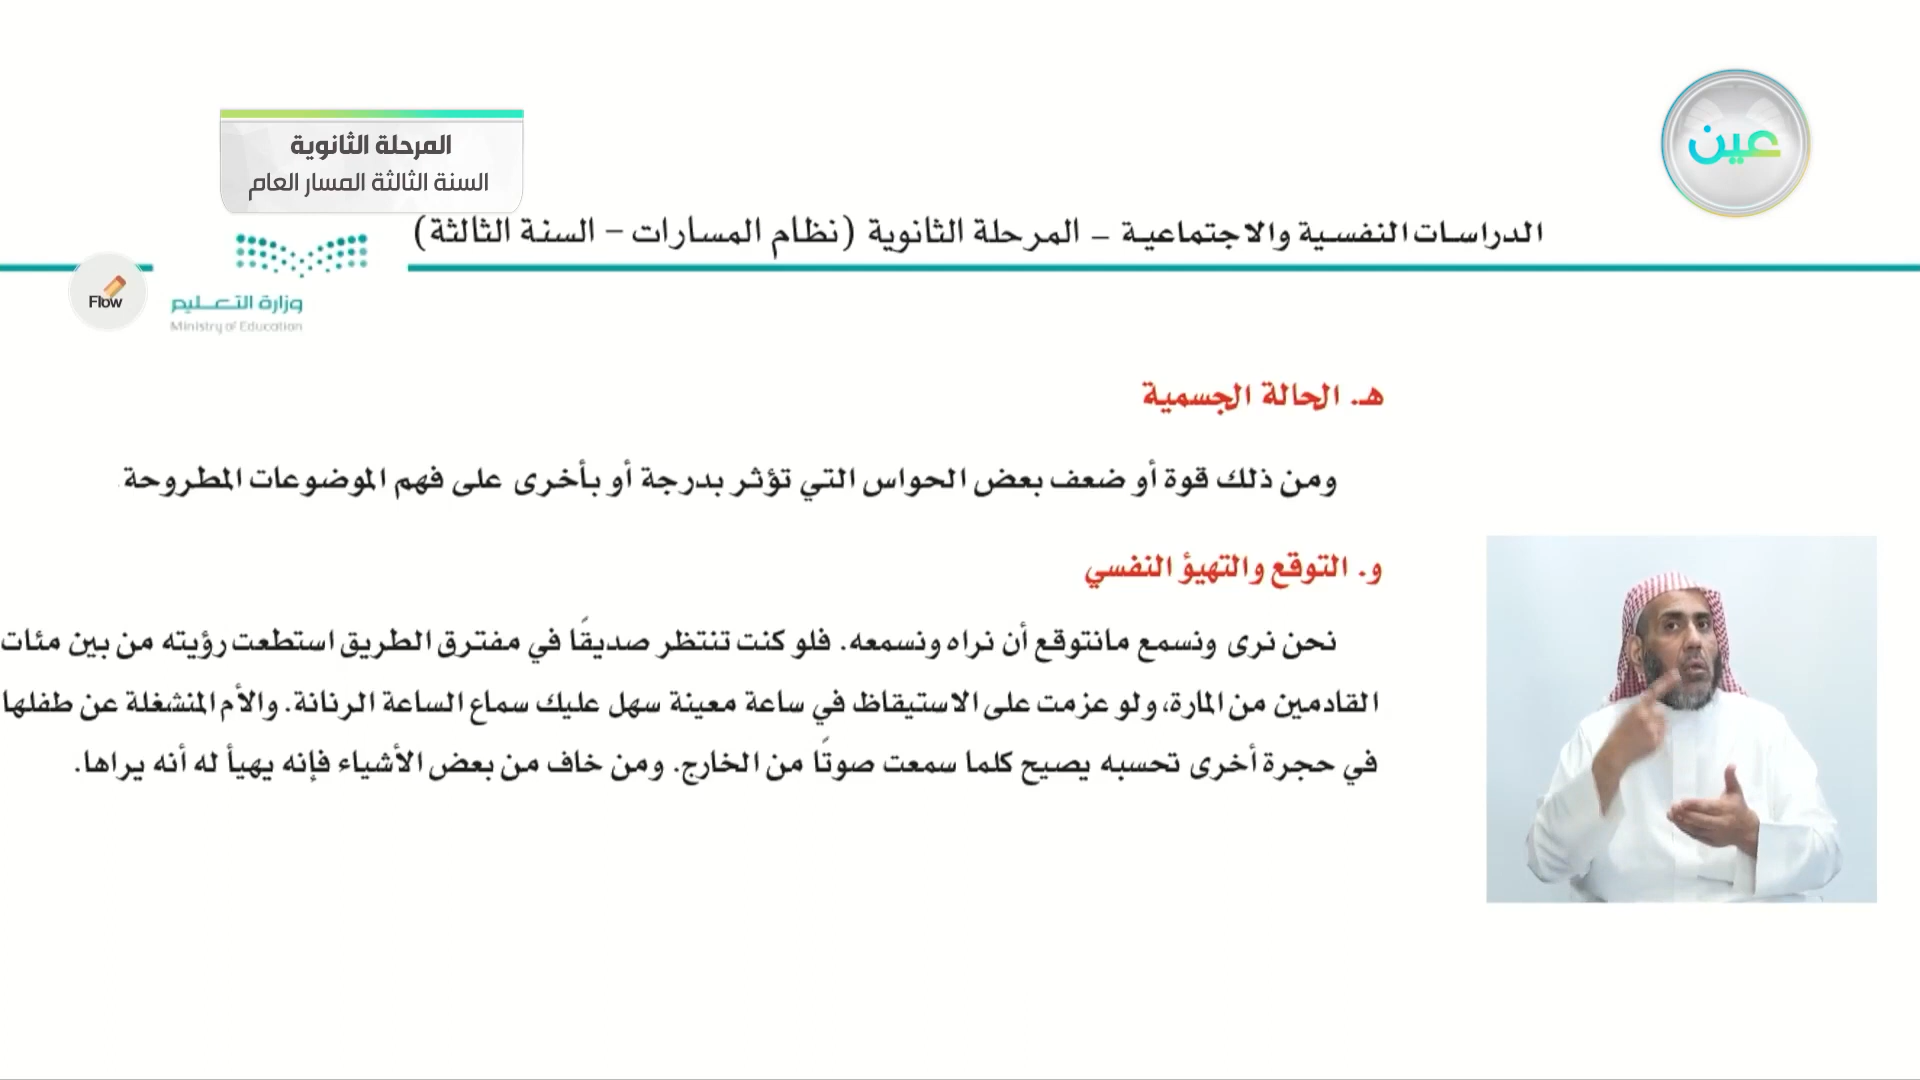 عين
المرحلة الثانوية
السنة الثالثة المسار العام
الدراسات النفسية والاجتماعية – المرحلة الثانوية (نظام المسارات – السنة الثالثة)
Flow
وزارة التعليم
Ministry of Education
هـ. الحالة الجسمية
ومن ذلك قوة أو ضعف بعض الحواس التي تؤثر بدرجة أو بأخرى على فهم الموضوعات المطروحة
و. التوقع والتهيؤ النفسي
نحن نرى ونسمع مانتوقع أن نراه ونسمعه. فلو كنت تنتظر صديقًا في مفترق الطريق استطعت رؤيته من بين مئات
القادمين من المارة، ولو عزمت على الاستيقاظ في ساعة معينة سهل عليك سماع الساعة الرنانة. والأم المنشغلة عن طفلها
في حجرة أخرى تحسبه يصيح كلما سمعت صوتًا من الخارج. ومن خاف من بعض الأشياء فإنه يهيأ له أنه يراها.